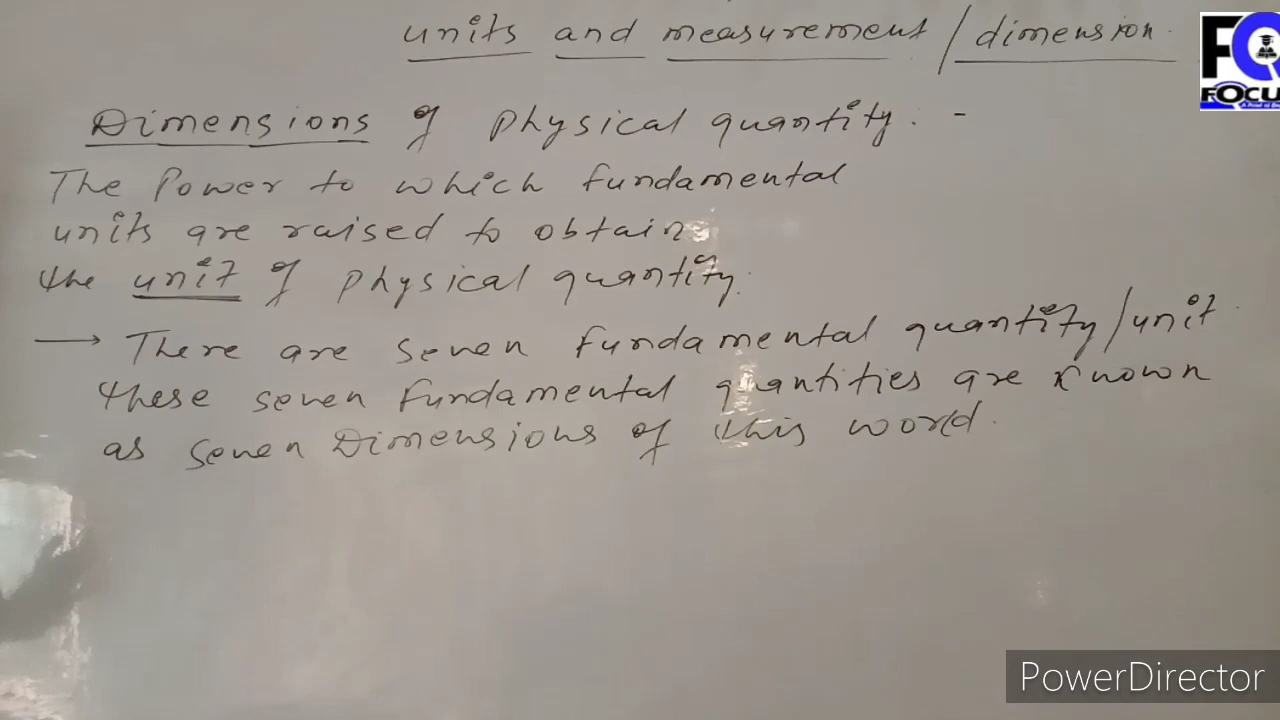 units and measurement / dimension.
FQ
FOCU
Dimensions of physical quantity. -
The Power to which fundamental
units are raised to obtain
the unit of physical quantity.
→ There are seven fundamental quantity/unit.
these seven fundamental quantities are known
as seven Dimensions of this world.
PowerDirector